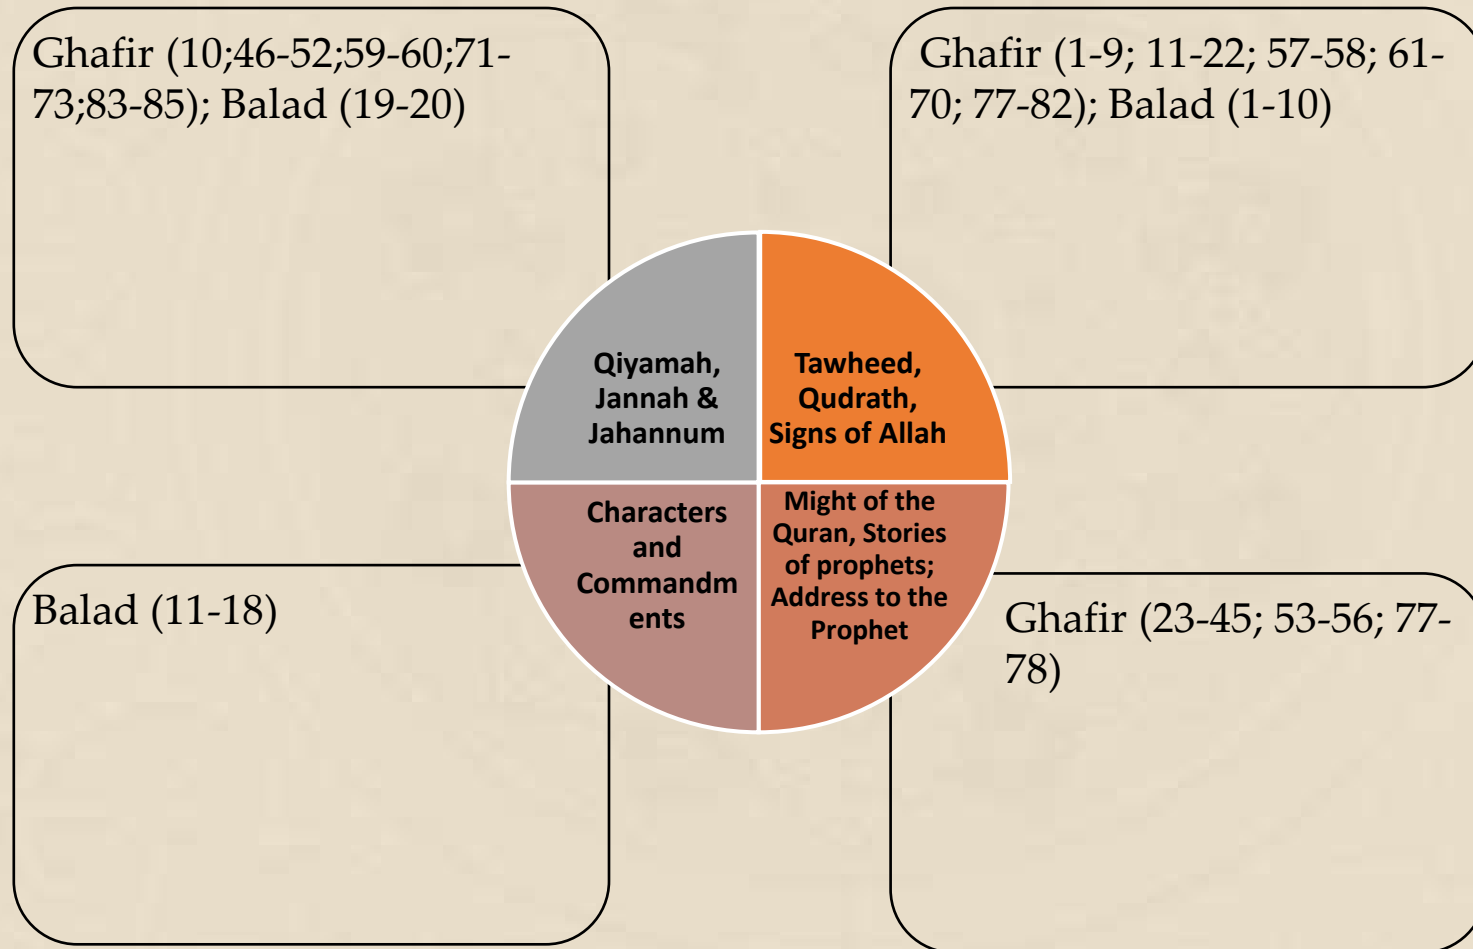 Ghafir (10;46-52;59-60;71-
73;83-85); Balad (19-20)
Ghafir (1-9; 11-22; 57-58; 61-
70; 77-82); Balad (1-10)
Qiyamah,
Jannah &
Jahannum
Tawheed,
Qudrath,
Signs of Allah
Characters
and
Commandm
ents
Might of the
Quran, Stories
of prophets;
Address to the
Prophet
Balad (11-18)
Ghafir (23-45; 53-56; 77-
78)